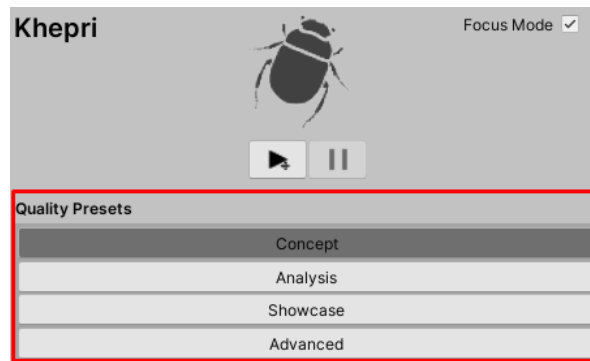 Khepri
Focus Mode
Quality Presets
Concept
Analysis
Showcase
Advanced